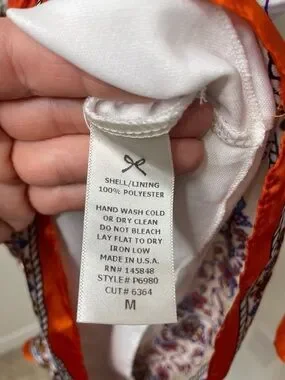 SHELL/LINING
100% POLYESTER
HAND WASH COLD
OR DRY CLEAN
DO NOT BLEACH
LAY FLAT TO DRY
IRON LOW
MADE IN U.S.A.
RN# 145848
STYLE# P6980
CUT# 6364
M